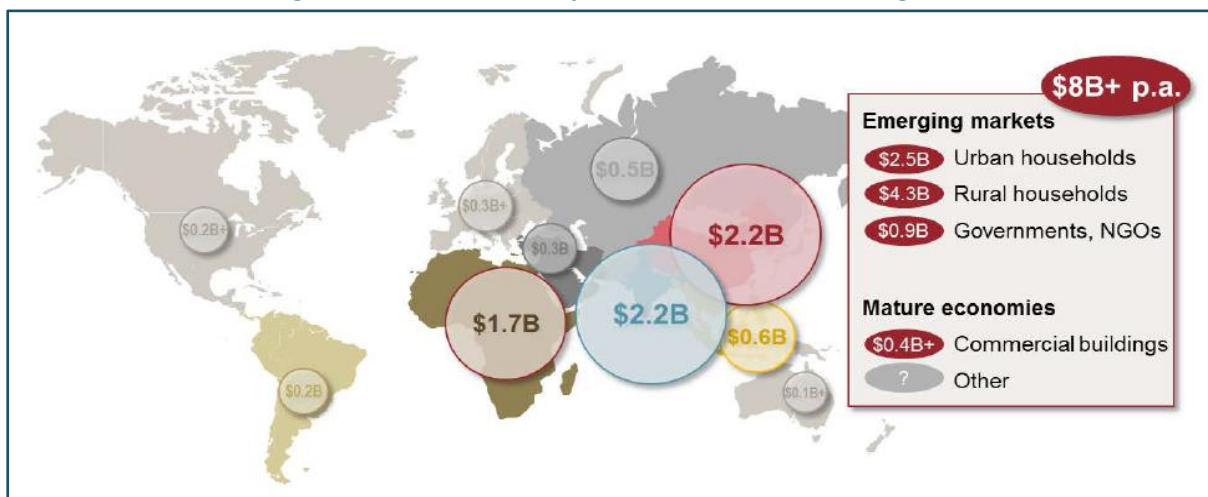 $8B+ p.a.
Emerging markets
$2.5B Urban households
$4.3B Rural households
$0.9B Governments, NGOs
Mature economies
$0.4B+ Commercial buildings
? Other
$0.5B
$0.3B+
$0.2B+
$0.3B
$2.2B
$2.2B
$1.7B
$0.6B
$0.2B
$0.1B+